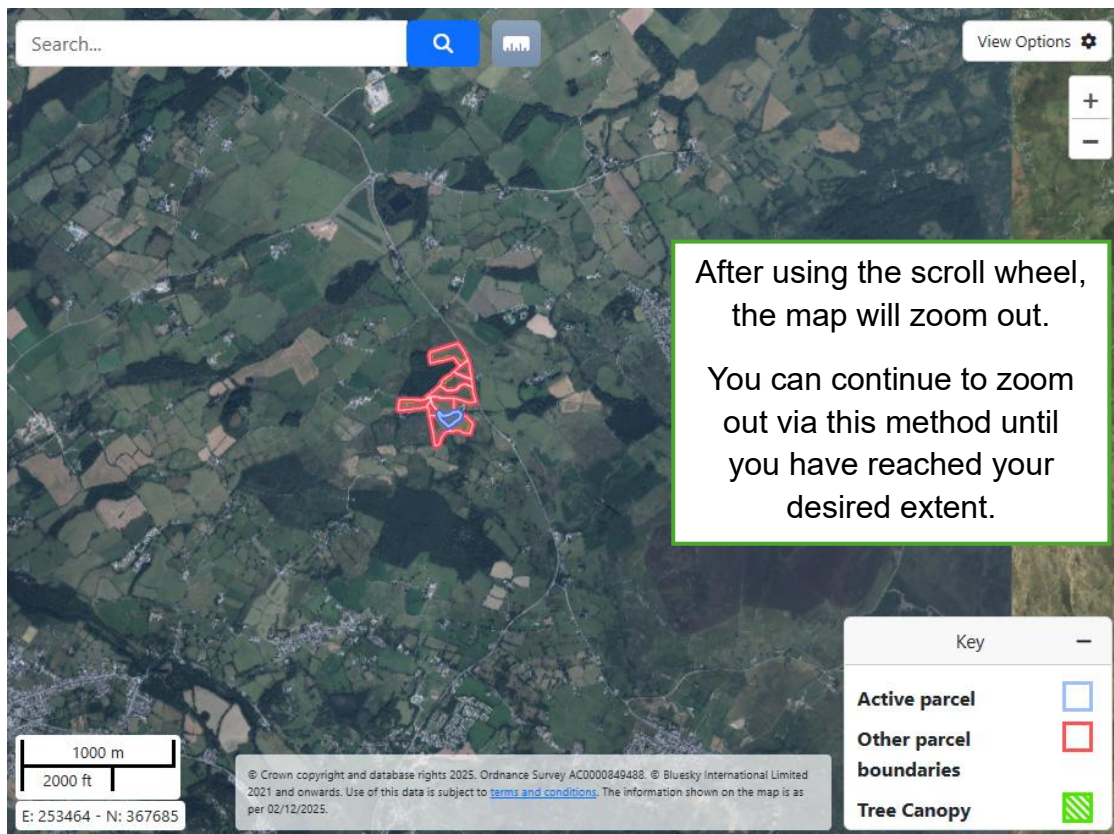 Search...
View Options
+
−
After using the scroll wheel,
the map will zoom out.
You can continue to zoom
out via this method until
you have reached your
desired extent.
Key
−
Active parcel
Other parcel
boundaries
Tree Canopy
1000 m
2000 ft
E: 253464 - N: 367685
© Crown copyright and database rights 2025. Ordnance Survey AC0000849488. © Bluesky International Limited
2021 and onwards. Use of this data is subject to terms and conditions. The information shown on the map is as
per 02/12/2025.